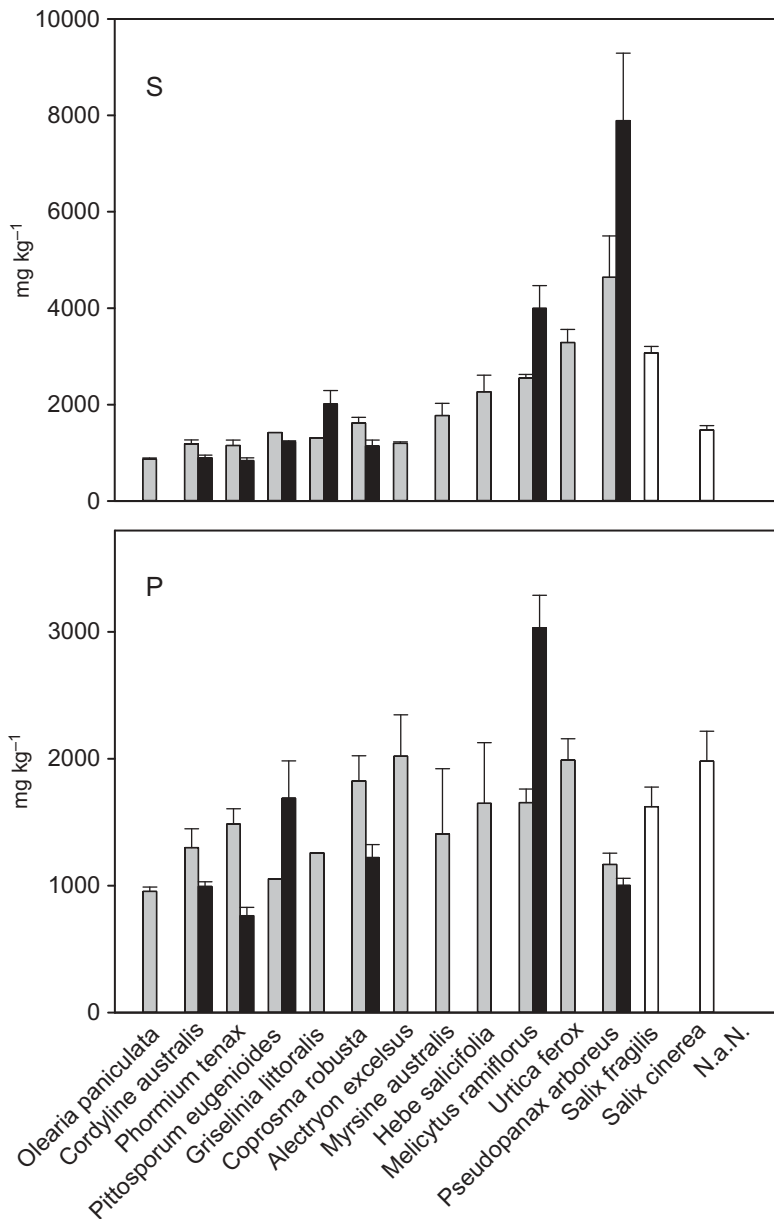 10000
S
8000
6000
mg kg⁻¹
4000
2000
0
P
3000
2000
mg kg⁻¹
1000
0
Olearia paniculata
Cordyline australis
Phormium tenax
Pittosporum eugenioides
Griselinia littoralis
Coprosma robusta
Alectryon excelsus
Myrsine australis
Hebe salicifolia
Melicytus ramiflorus
Urtica ferox
Pseudopanax arboreus
Salix fragilis
Salix cinerea
N.a.N.